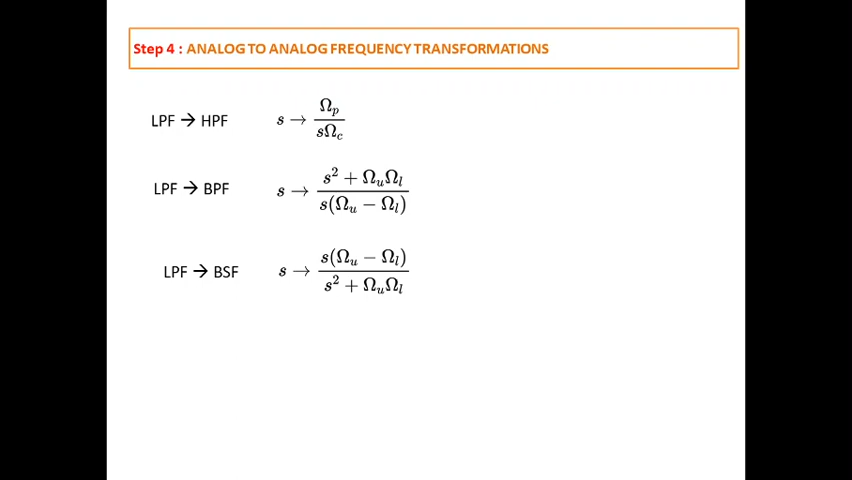 Step 4 : ANALOG TO ANALOG FREQUENCY TRANSFORMATIONS
LPF → HPF s → Ω_p / sΩ_c
LPF → BPF s → s² + Ω_uΩ_l / s(Ω_u − Ω_l)
LPF → BSF s → s(Ω_u − Ω_l) / s² + Ω_uΩ_l